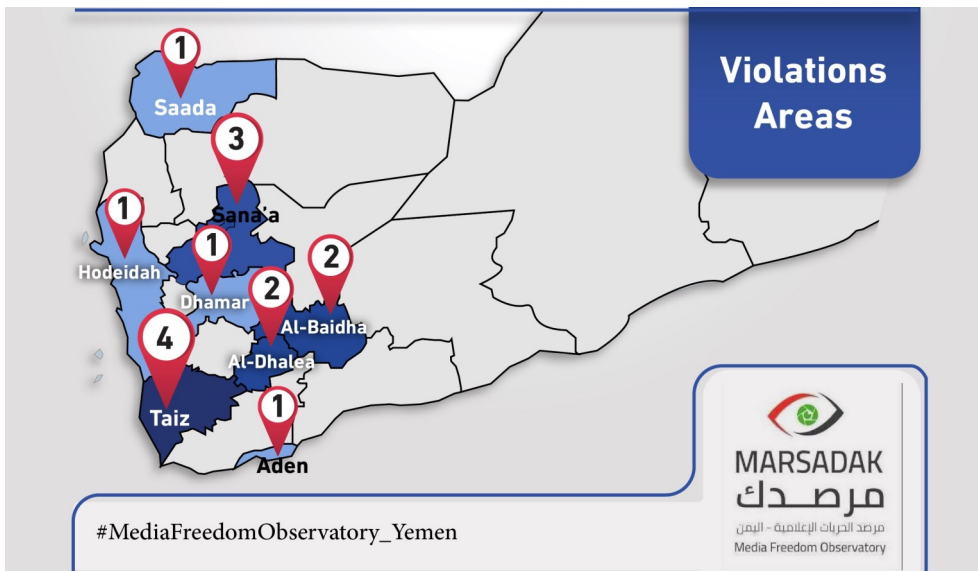 Violations
Areas
1
Saada
3
Sana'a
1
Hodeidah
1
Dhamar
2
Al-Dhalea
2
Al-Baidha
4
Taiz
1
Aden
#MediaFreedomObservatory_Yemen
MARSADAK
مرصدك
مرصد الحريات الإعلامية - اليمن
Media Freedom Observatory